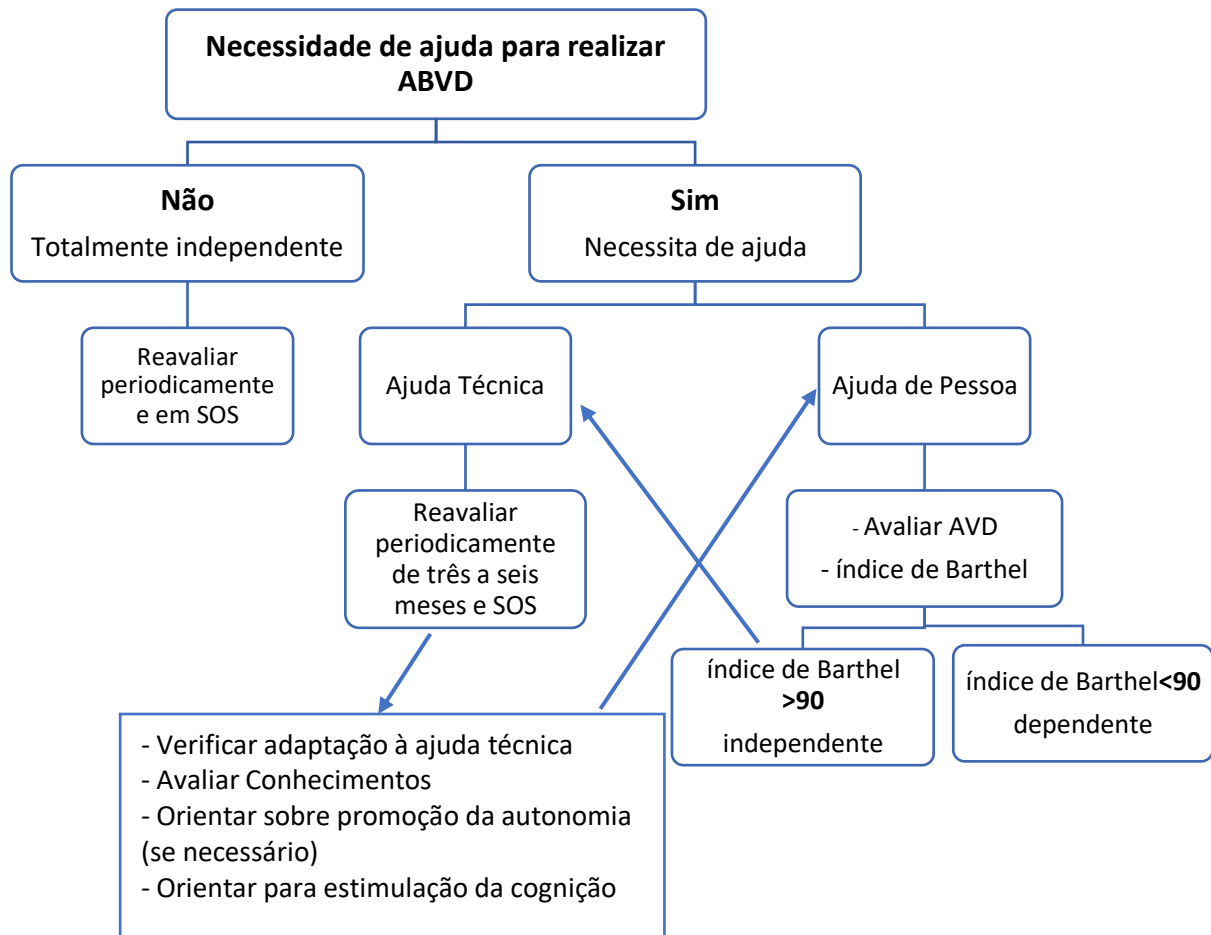 Necessidade de ajuda para realizar
ABVD
Não
Totalmente independente
Sim
Necessita de ajuda
Reavaliar
periodicamente
e em SOS
Ajuda Técnica
Ajuda de Pessoa
Reavaliar
periodicamente
de três a seis
meses e SOS
- Avaliar AVD
- índice de Barthel
índice de Barthel
>90
independente
índice de Barthel<90
dependente
- Verificar adaptação à ajuda técnica
- Avaliar Conhecimentos
- Orientar sobre promoção da autonomia
(se necessário)
- Orientar para estimulação da cognição